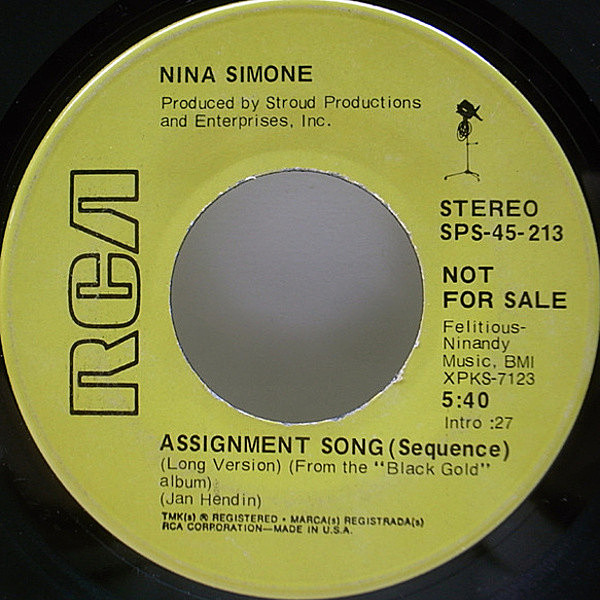 NINA SIMONE
Produced by Stroud Productions
and Enterprises, Inc.
RCA
STEREO
SPS-45-213
NOT
FOR SALE
Felitious-
Ninandy
Music, BMI
XPKS-7123
5:40
Intro :27
ASSIGNMENT SONG (Sequence)
(Long Version) (From the "Black Gold"
album)
(Jan Hendin)
TMK(s) ® REGISTERED • MARCA(s) REGISTRADA(s)
RCA CORPORATION—MADE IN U.S.A.